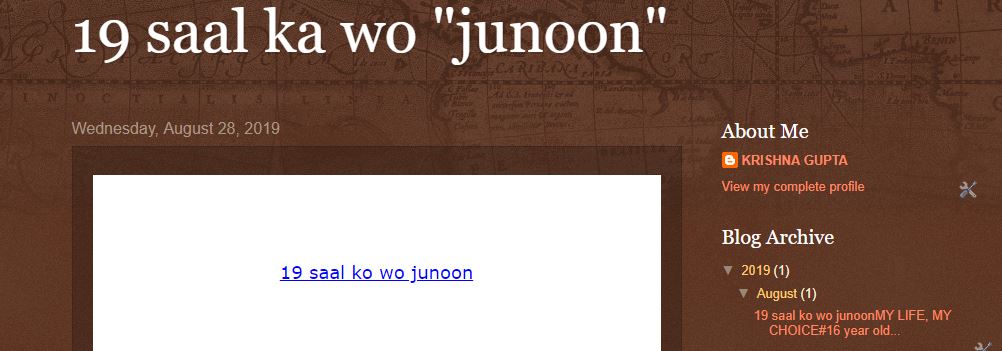 19 saal ka wo "junoon"
Wednesday, August 28, 2019
19 saal ko wo junoon
About Me
KRISHNA GUPTA
View my complete profile
Blog Archive
▼ 2019 (1)
▼ August (1)
19 saal ko wo junoonMY LIFE, MY
CHOICE#16 year old...